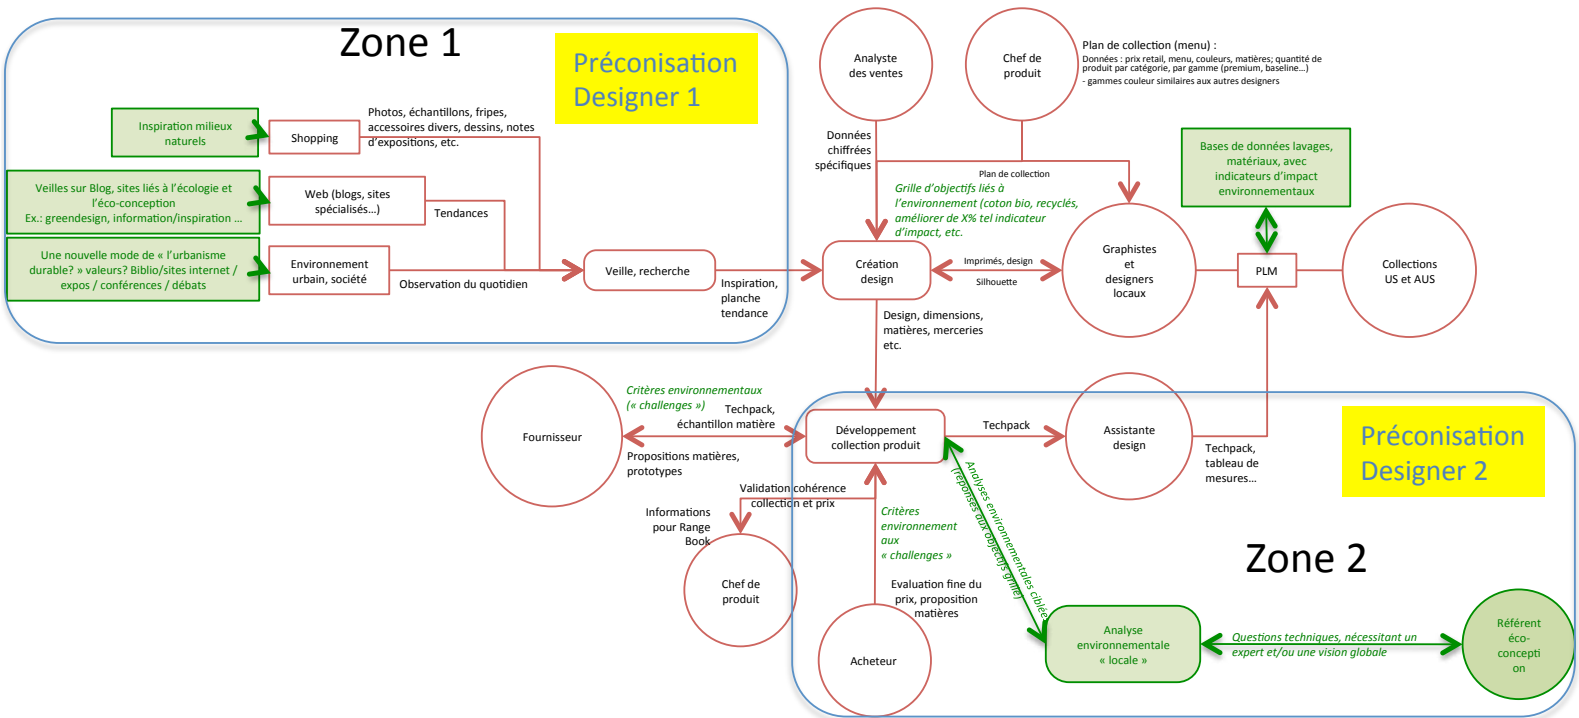 Zone 1
Préconisation
Designer 1
Inspiration milieux
naturels
Shopping
Photos, échantillons, fripes,
accessoires divers, dessins, notes
d’expositions, etc.
Veilles sur Blog, sites liés à l’écologie et
l’éco-conception
Ex.: greendesign, information/inspiration ...
Web (blogs, sites
spécialisés…)
Tendances
Une nouvelle mode de « l’urbanisme
durable? » valeurs? Biblio/sites internet /
expos / conférences / débats
Environnement
urbain, société
Observation du quotidien
Veille, recherche
Inspiration,
planche
tendance
Analyste
des ventes
Chef de
produit
Plan de collection (menu) :
Données : prix retail, menu, couleurs, matières; quantité de
produit par catégorie, par gamme (premium, baseline…)
- gammes couleur similaires aux autres designers
Données
chiffrées
spécifiques
Plan de collection
Grille d’objectifs liés à
l’environnement (coton bio, recyclés,
améliorer de X% tel indicateur
d’impact, etc.
Bases de données lavages,
matériaux, avec
indicateurs d’impact
environnementaux
Création
design
Imprimés, design
Silhouette
Graphistes
et
designers
locaux
PLM
Collections
US et AUS
Design, dimensions,
matières, merceries
etc.
Fournisseur
Critères environnementaux
(« challenges »)
Techpack,
échantillon matière
Propositions matières,
prototypes
Développement
collection produit
Techpack
Assistante
design
Techpack,
tableau de
mesures…
Préconisation
Designer 2
Validation cohérence
collection et prix
Informations
pour Range
Book
Chef de
produit
Critères
environnement
aux
« challenges »
Evaluation fine du
prix, proposition
matières
Acheteur
Analyses environnementales ciblées
(réponses aux objectifs grille)
Zone 2
Analyse
environnementale
« locale »
Questions techniques, nécessitant un
expert et/ou une vision globale
Référent
éco-
concepti
on